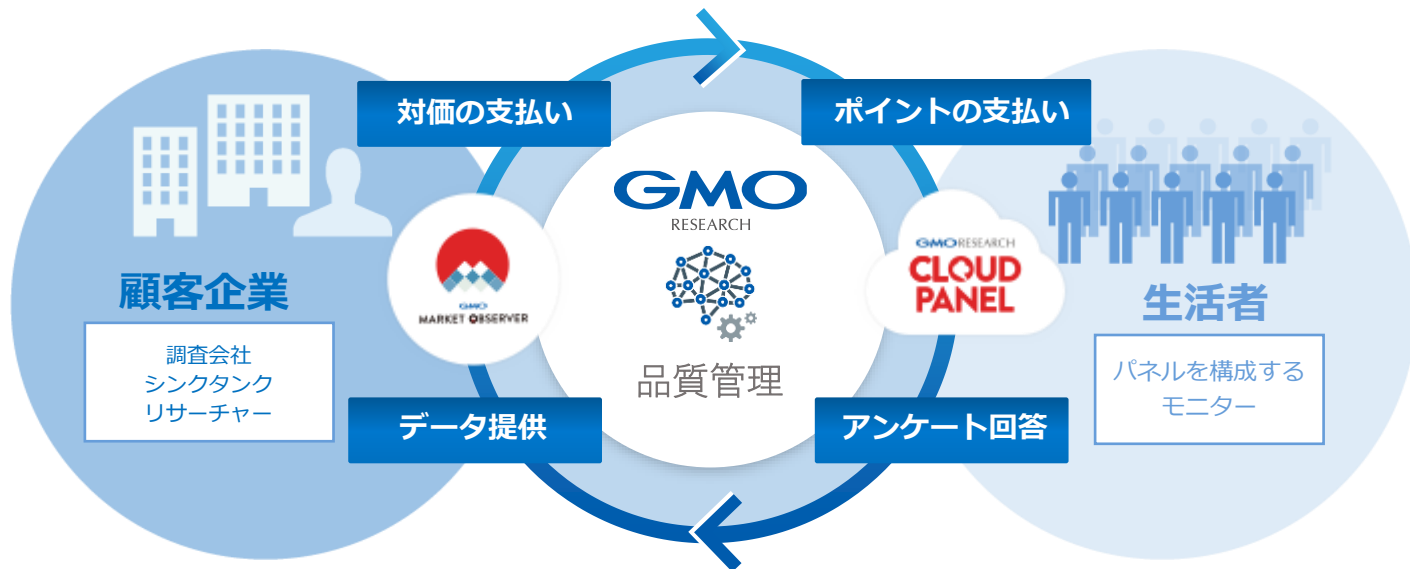 対価の支払い
ポイントの支払い
GMO
RESEARCH
GMO
MARKET OBSERVER
GMO RESEARCH
CLOUD
PANEL
顧客企業
調査会社
シンクタンク
リサーチャー
品質管理
生活者
パネルを構成する
モニター
データ提供
アンケート回答